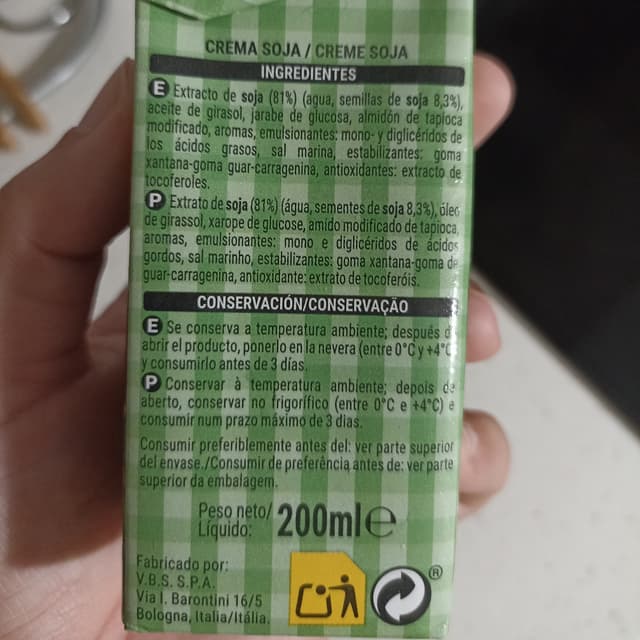 CREMA SOJA / CREME SOJA
INGREDIENTES
E Extracto de soja (81%) (agua, semillas de soja 8,3%),
aceite de girasol, jarabe de glucosa, almidón de tapioca
modificado, aromas, emulsionantes: mono- y diglicéridos de
los ácidos grasos, sal marina, estabilizantes: goma
xantana-goma guar-carragenina, antioxidantes: extracto de
tocoferoles.
P Extrato de soja (81%) (água, sementes de soja 8,3%), óleo
de girassol, xarope de glucose, amido modificado de tapioca,
aromas, emulsionantes: mono e diglicéridos de ácidos
gordos, sal marinho, estabilizantes: goma xantana-goma de
guar-carragenina, antioxidante: extrato de tocoferóis.
CONSERVACIÓN/CONSERVAÇÃO
E Se conserva a temperatura ambiente; después de
abrir el producto, ponerlo en la nevera (entre 0°C y +4°C)
y consumirlo antes de 3 días.
P Conservar à temperatura ambiente; depois de
aberto, conservar no frigorífico (entre 0°C e +4°C) e
consumir num prazo máximo de 3 dias.
Consumir preferiblemente antes del: ver parte superior
del envase./Consumir de preferência antes de: ver parte
superior da embalagem.
Peso neto/
Líquido: 200ml e
Fabricado por:
V.B.S. S.P.A.
Via I. Barontini 16/5
Bologna, Italia/Itália.
®